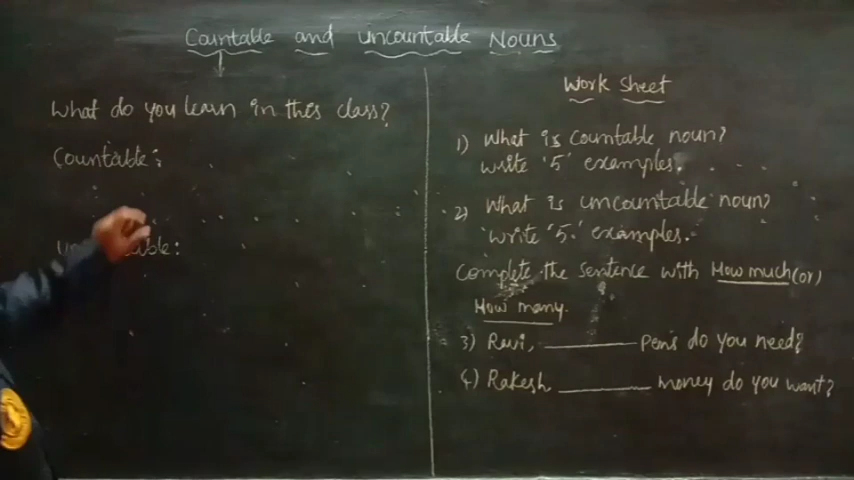 Countable and uncountable Nouns
What do you learn in this class?
Countable:
Work sheet
1) What is countable noun?
write '5' examples.
2) What is uncountable noun?
write '5.' examples.
Complete the sentence with How much (or)
How many.
3) Ravi, ________ pens do you need?
4) Rakesh ________ money do you want?